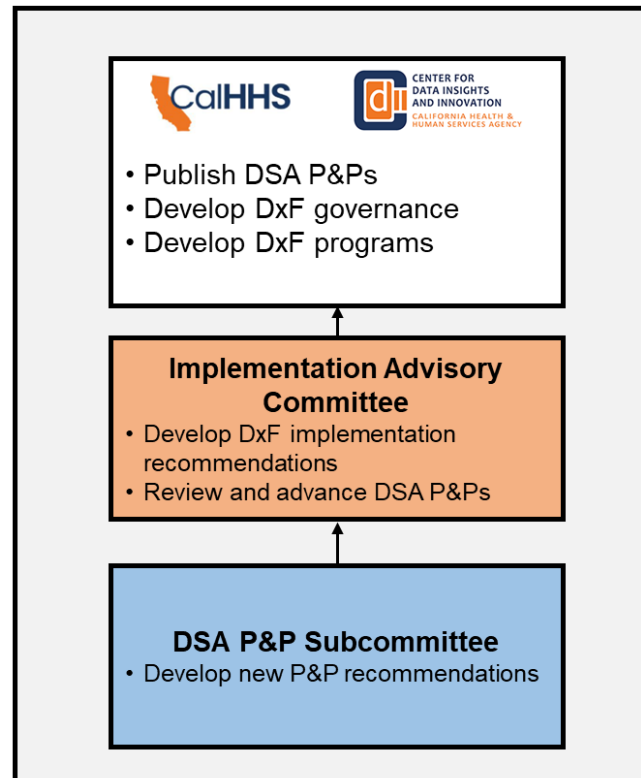 CalHHS
CENTER FOR
DATA INSIGHTS
AND INNOVATION
CALIFORNIA HEALTH &
HUMAN SERVICES AGENCY
• Publish DSA P&Ps
• Develop DxF governance
• Develop DxF programs
Implementation Advisory
Committee
• Develop DxF implementation
recommendations
• Review and advance DSA P&Ps
DSA P&P Subcommittee
• Develop new P&P recommendations